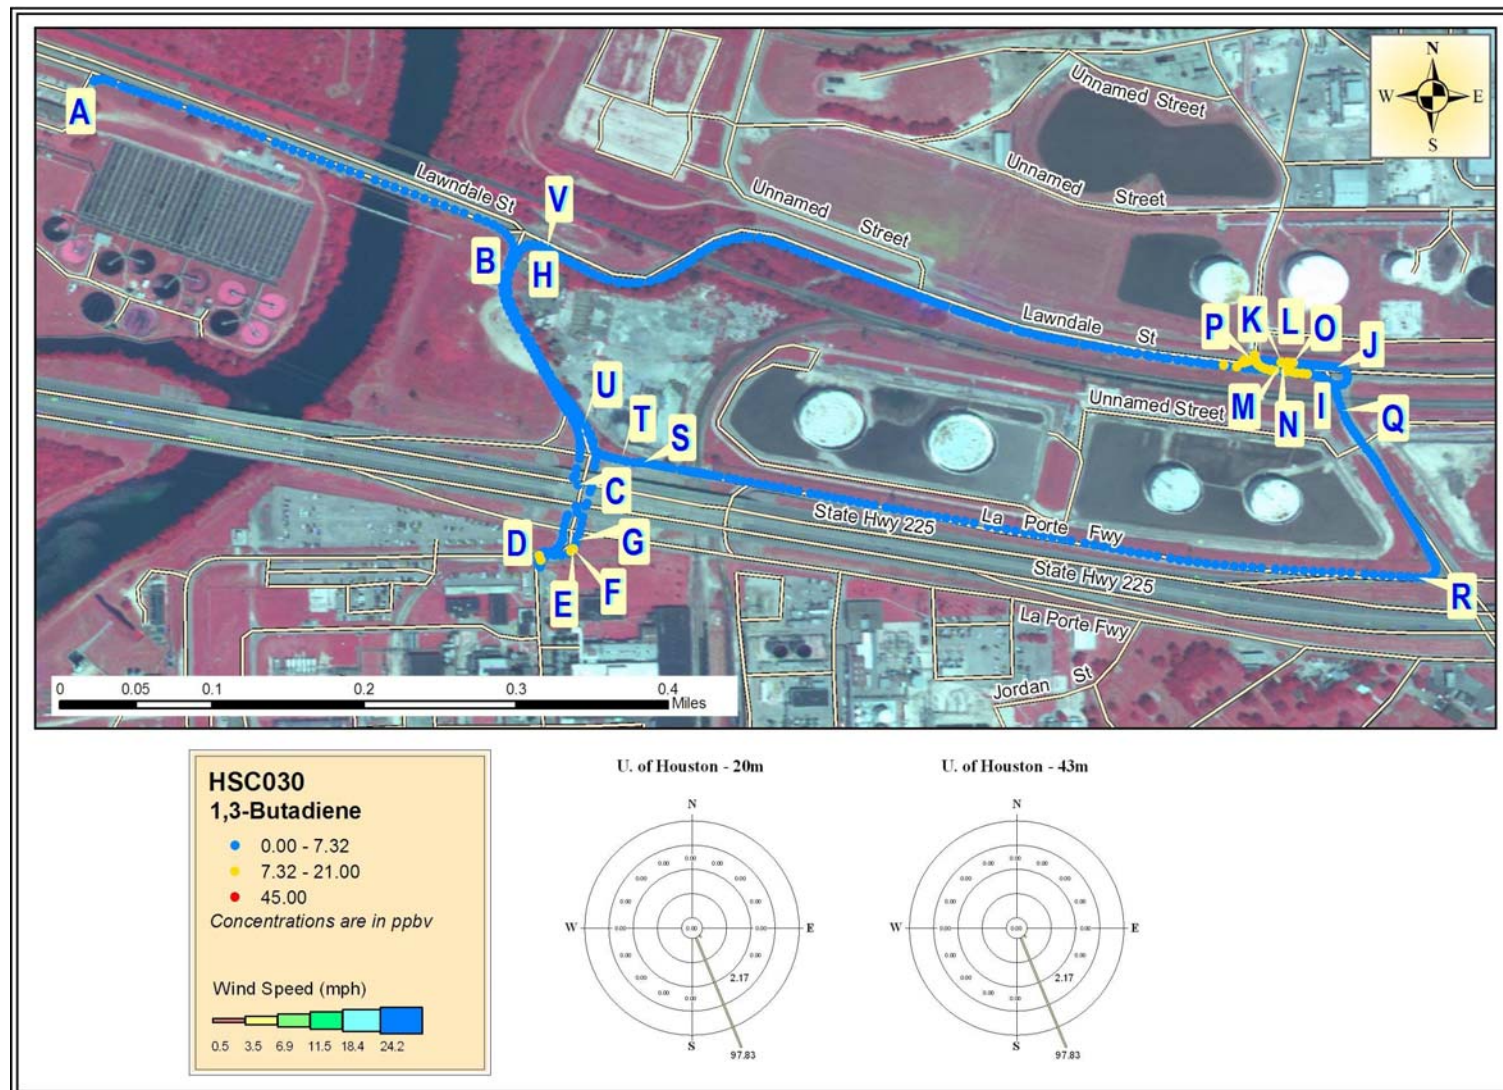 N
W E
S
A
Unnamed Street
Lawndale St
V
Unnamed Street
Unnamed Street
B
H
Lawndale St
P K L O J
M N I Q
Unnamed Street
U
T
S
C
State Hwy 225
La Porte Fwy
D
G
E
F
State Hwy 225
R
La Porte Fwy
Jordan St
0 0.05 0.1 0.2 0.3 0.4
Miles
HSC030
1,3-Butadiene
0.00 - 7.32
7.32 - 21.00
45.00
Concentrations are in ppbv
Wind Speed (mph)
0.5 3.5 6.9 11.5 18.4 24.2
U. of Houston - 20m
N
W
E
S
0.00
2.17
97.83
U. of Houston - 43m
N
W
E
S
0.00
2.17
97.83